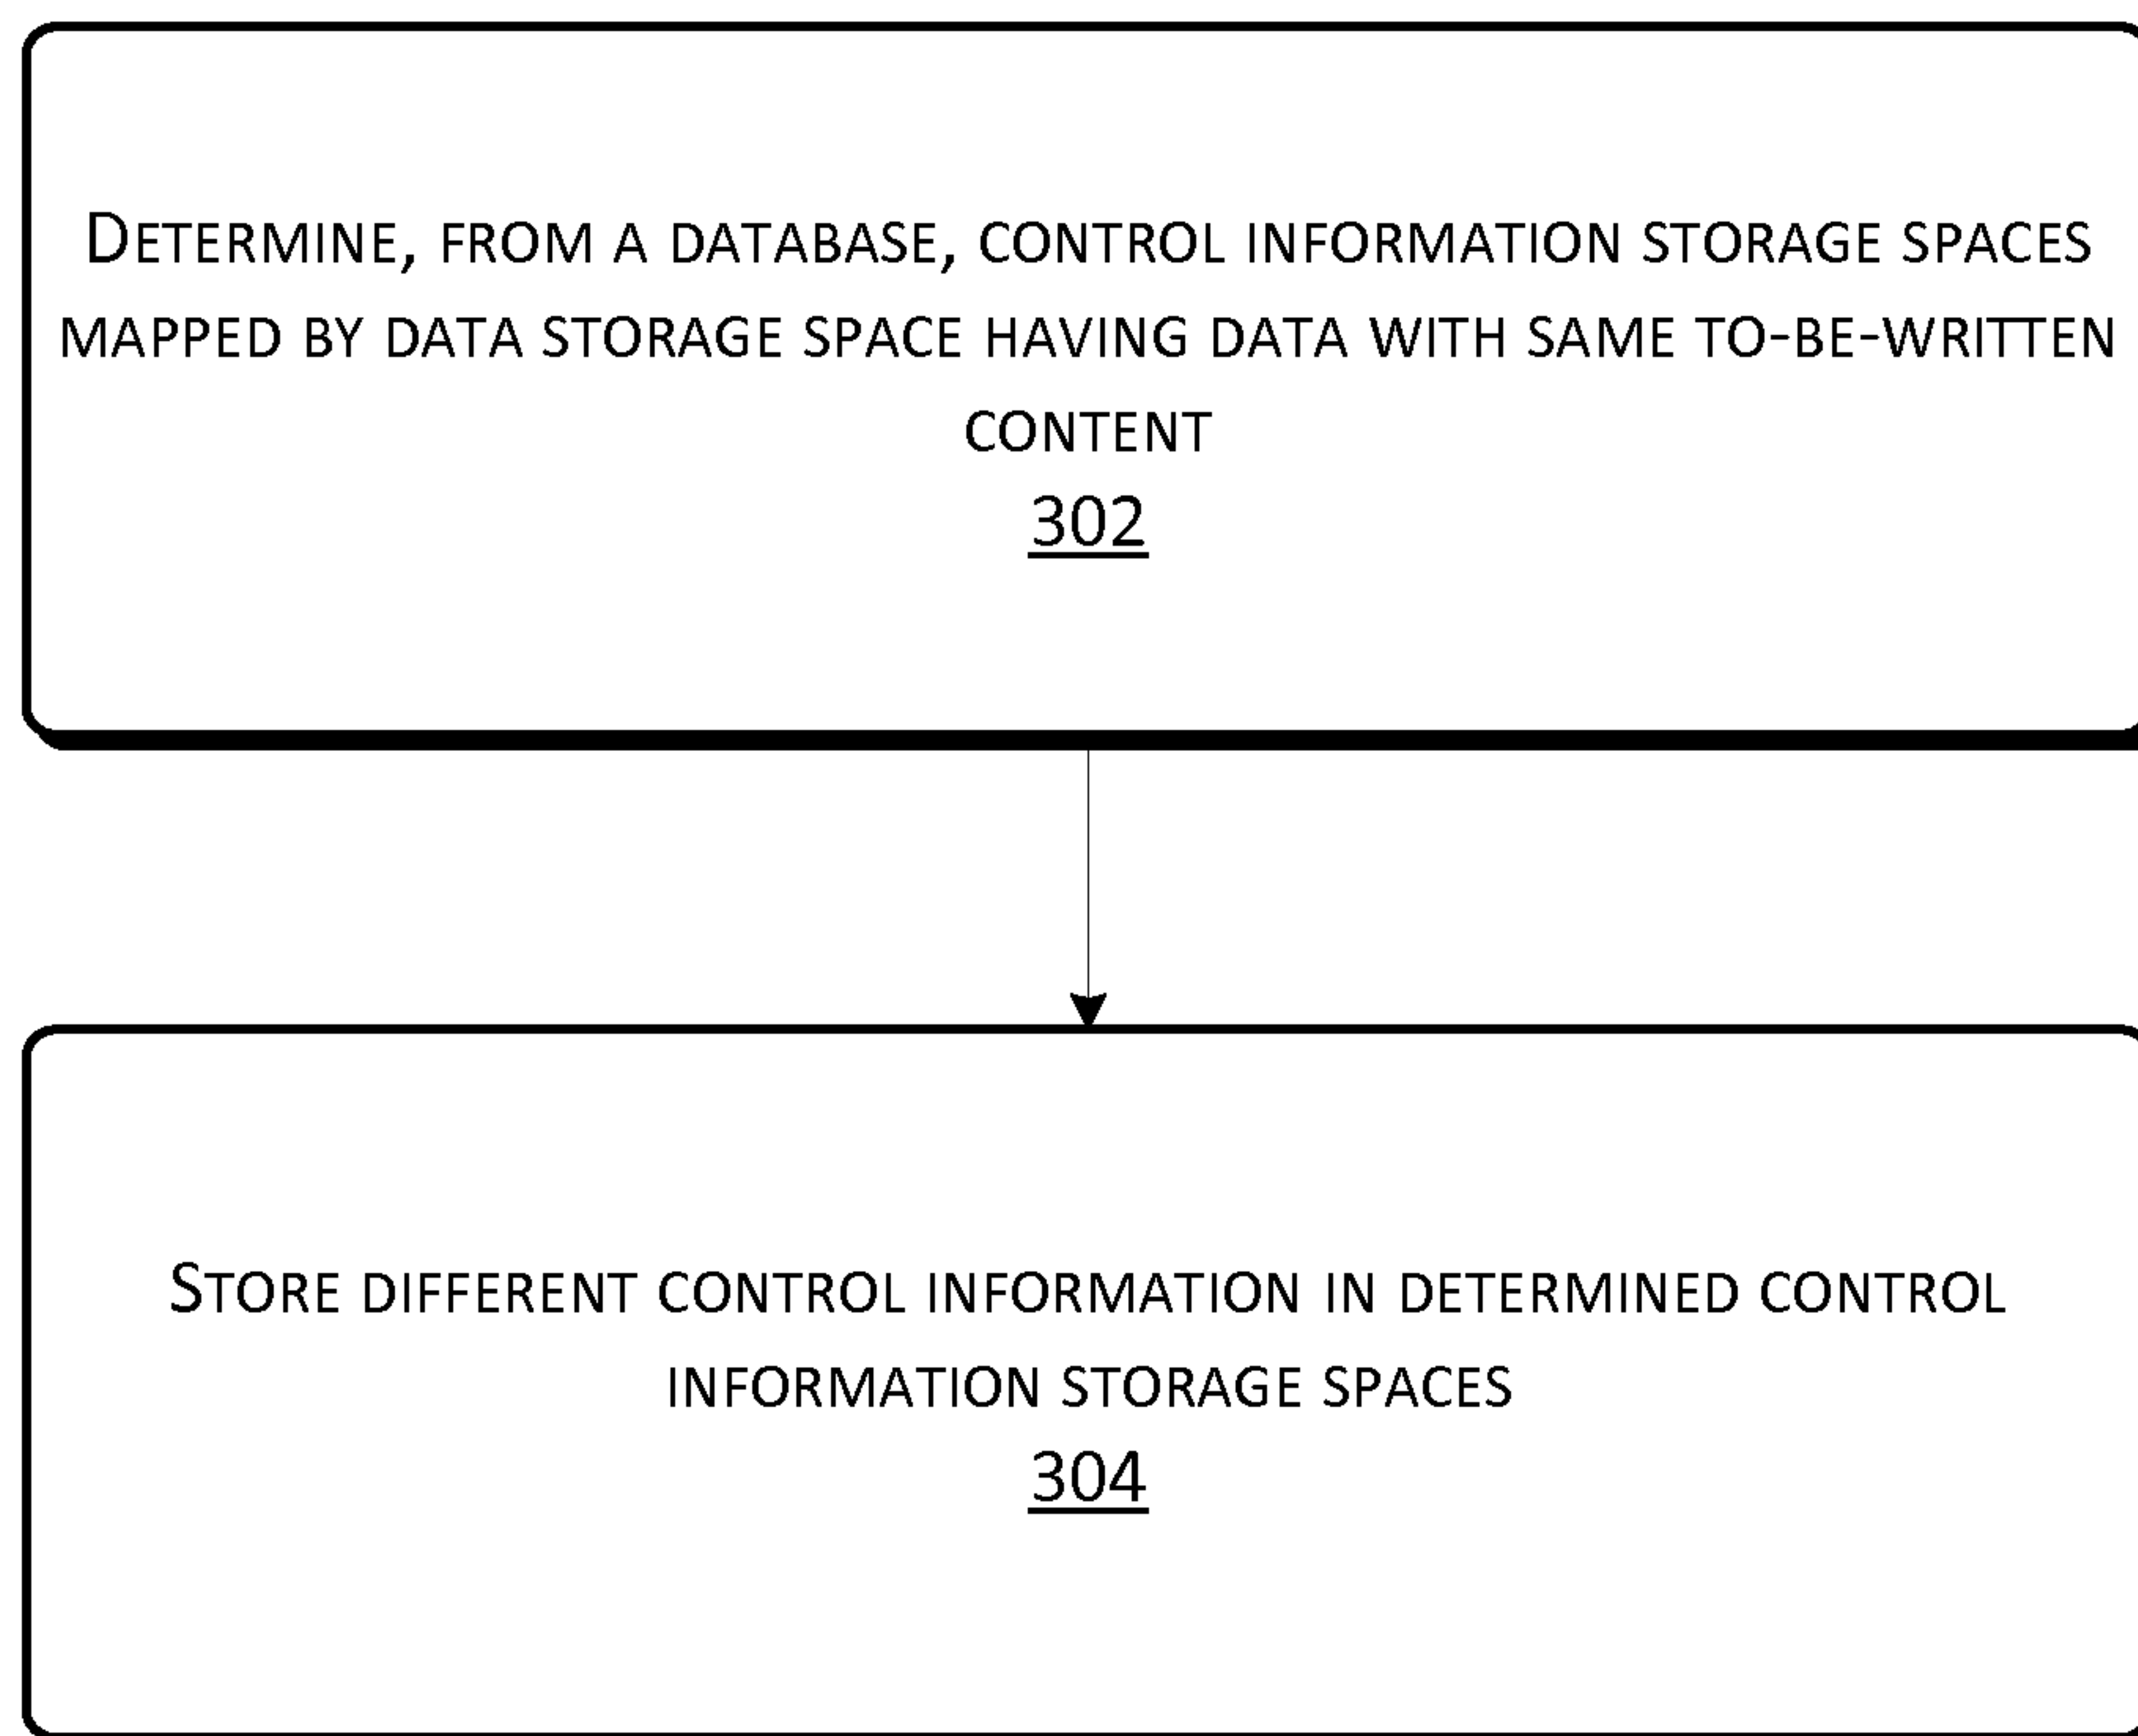 Determine, from a database, control information storage spaces
mapped by data storage space having data with same to-be-written
content
302
Store different control information in determined control
information storage spaces
304